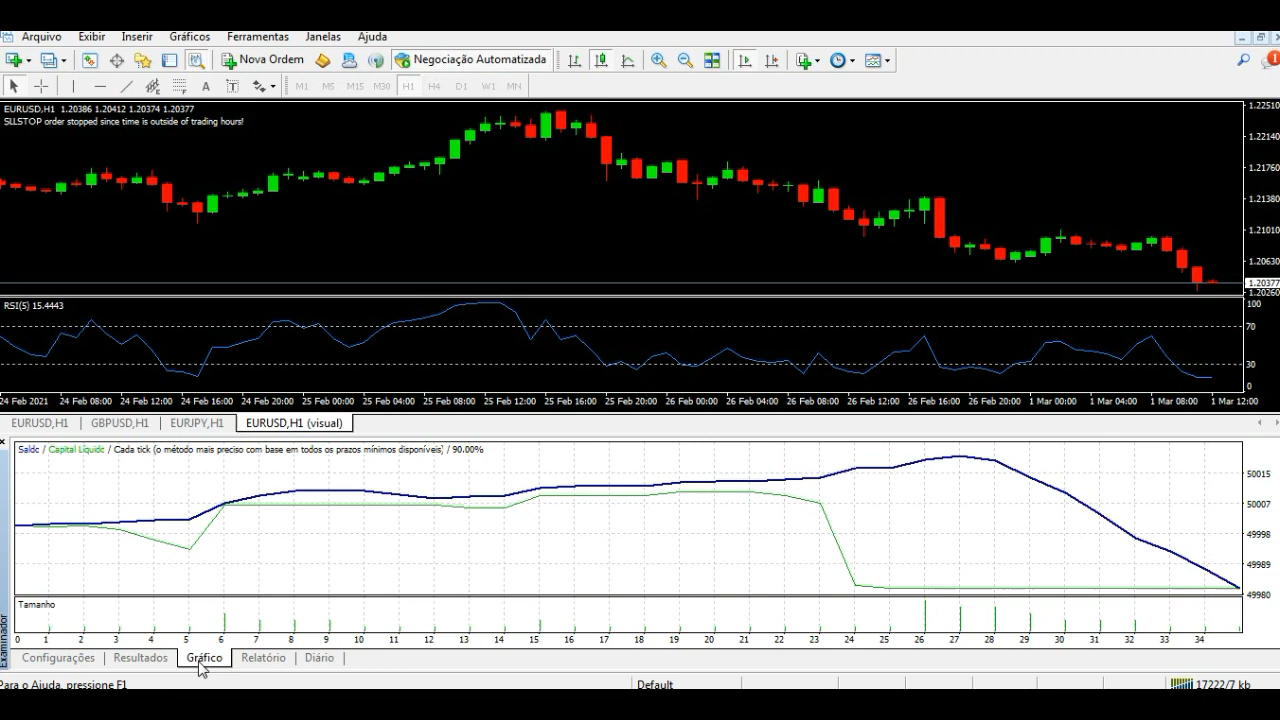 Arquivo Exibir Inserir Gráficos Ferramentas Janelas Ajuda
Nova Ordem Negociação Automatizada 1
A T M1 M5 M15 M30 H1 H4 D1 W1 MN
EURUSD,H1 1.20386 1.20412 1.20374 1.20377
SLLSTOP order stopped since time is outside of trading hours!
1.22510
1.22140
1.21760
1.21380
1.21010
1.20630
1.20377
1.20260
RSI(5) 15.4443
100
70
30
0
24 Feb 2021 24 Feb 08:00 24 Feb 12:00 24 Feb 16:00 24 Feb 20:00 25 Feb 00:00 25 Feb 04:00 25 Feb 08:00 25 Feb 12:00 25 Feb 16:00 25 Feb 20:00 26 Feb 00:00 26 Feb 04:00 26 Feb 08:00 26 Feb 12:00 26 Feb 16:00 26 Feb 20:00 1 Mar 00:00 1 Mar 04:00 1 Mar 08:00 1 Mar 12:00
EURUSD,H1 GBPUSD,H1 EURJPY,H1 EURUSD,H1 (visual)
Saldo / Capital Líquido / Cada tick (o método mais preciso com base em todos os prazos mínimos disponíveis) / 90.00%
50015
50007
49998
49989
49980
Tamanho
0 1 2 3 4 5 6 7 8 9 10 11 12 13 14 15 16 17 18 19 20 21 22 23 24 25 26 27 28 29 30 31 32 33 34
Examinador
Configurações Resultados Gráfico Relatório Diário
Para o Ajuda, pressione F1 Default 17222/7 kb